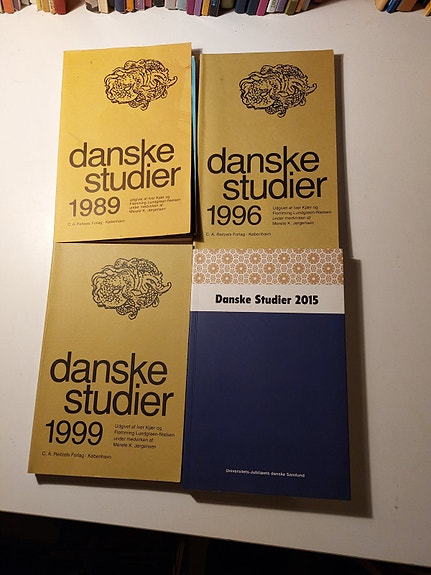 danske
studier
1989
Udgivet af Iver Kjær og
Flemming Lundgreen-Nielsen
under medvirken af
Merete K. Jørgensen
C. A. Reitzels Forlag · København
danske
studier
1996
Udgivet af Iver Kjær og
Flemming Lundgreen-Nielsen
under medvirken af
Merete K. Jørgensen
C. A. Reitzels Forlag · København
danske
studier
1999
Udgivet af Iver Kjær og
Flemming Lundgreen-Nielsen
under medvirken af
Merete K. Jørgensen
C. A. Reitzels Forlag · København
Danske Studier 2015
Universitets-Jubilæets danske Samfund